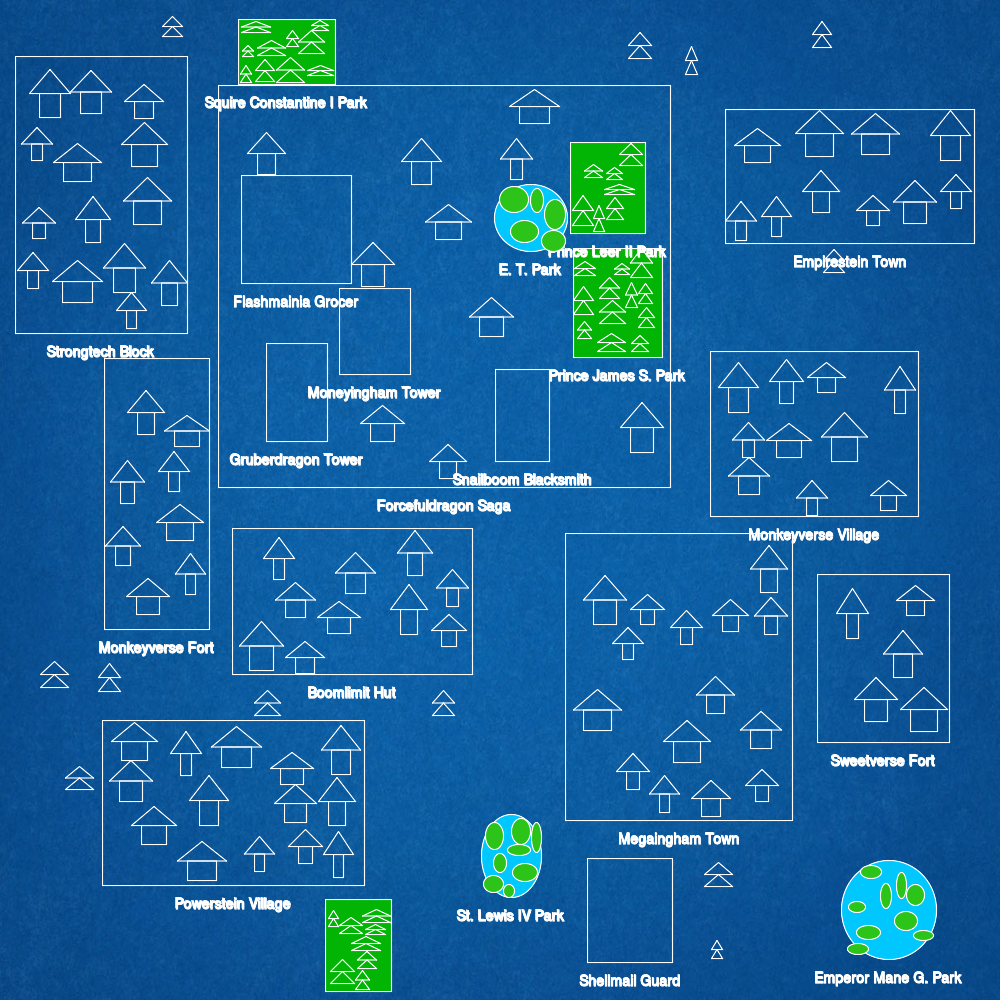 Squire Constantine I Park
Prince Leer II Park
Empirestein Town
E. T. Park
Flashmainia Grocer
Strongtech Block
Prince James S. Park
Moneyingham Tower
Gruberdragon Tower
Snailboom Blacksmith
Forcefuldragon Saga
Monkeyverse Village
Monkeyverse Fort
Boomlimit Hut
Sweetverse Fort
Megaingham Town
Powerstein Village
St. Lewis IV Park
Shellmail Guard
Emperor Mane G. Park